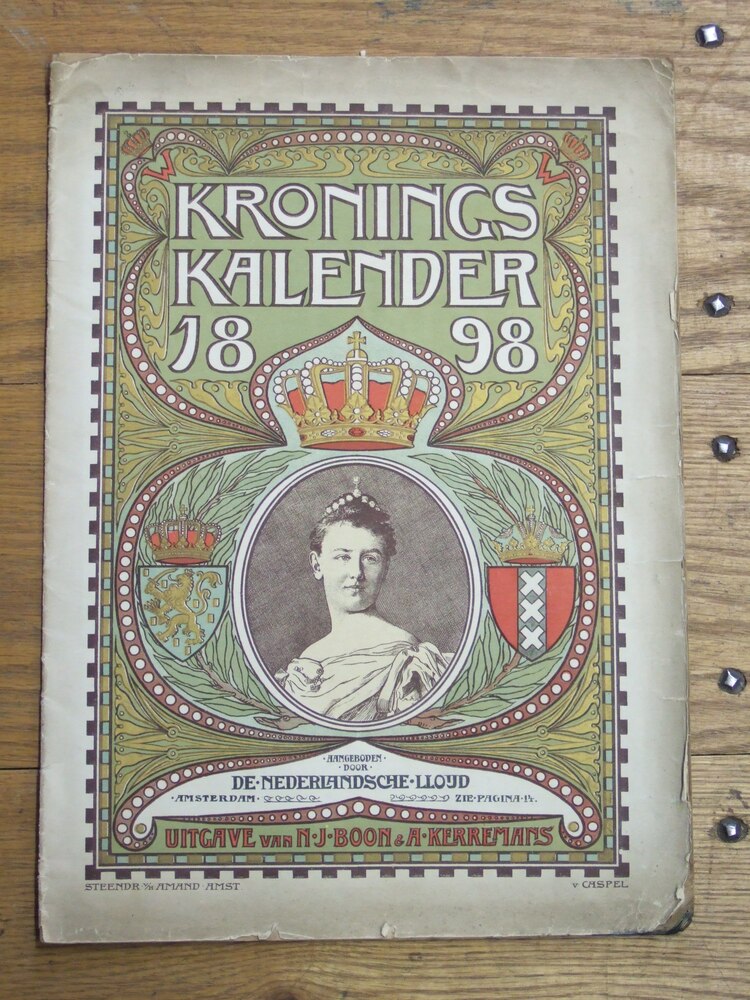 W W
KRONINGS
KALENDER
18 98
·AANGEBODEN·
·DOOR·
DE·NEDERLANDSCHE·LLOYD
·AMSTERDAM· ZIE·PAGINA·14.
UITGAVE VAN N·J·BOON & A·KERREMANS
STEENDR. V/H AMAND AMST. V CASPEL